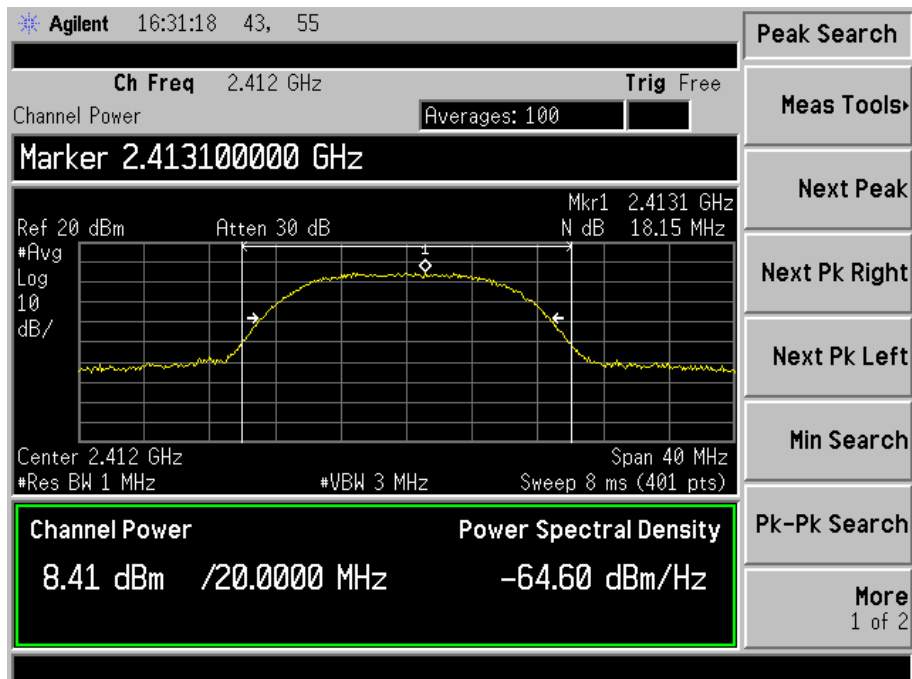 Agilent 16:31:18 43, 55
Peak Search
Ch Freq 2.412 GHz Trig Free
Channel Power Averages: 100
Meas Tools
Marker 2.413100000 GHz
Next Peak
Mkr1 2.4131 GHz
Ref 20 dBm Atten 30 dB N dB 18.15 MHz
#Avg
Log
10
dB/
1
Next Pk Right
Next Pk Left
Min Search
Center 2.412 GHz Span 40 MHz
#Res BW 1 MHz #VBW 3 MHz Sweep 8 ms (401 pts)
Pk-Pk Search
Channel Power Power Spectral Density
8.41 dBm /20.0000 MHz -64.60 dBm/Hz
More
1 of 2